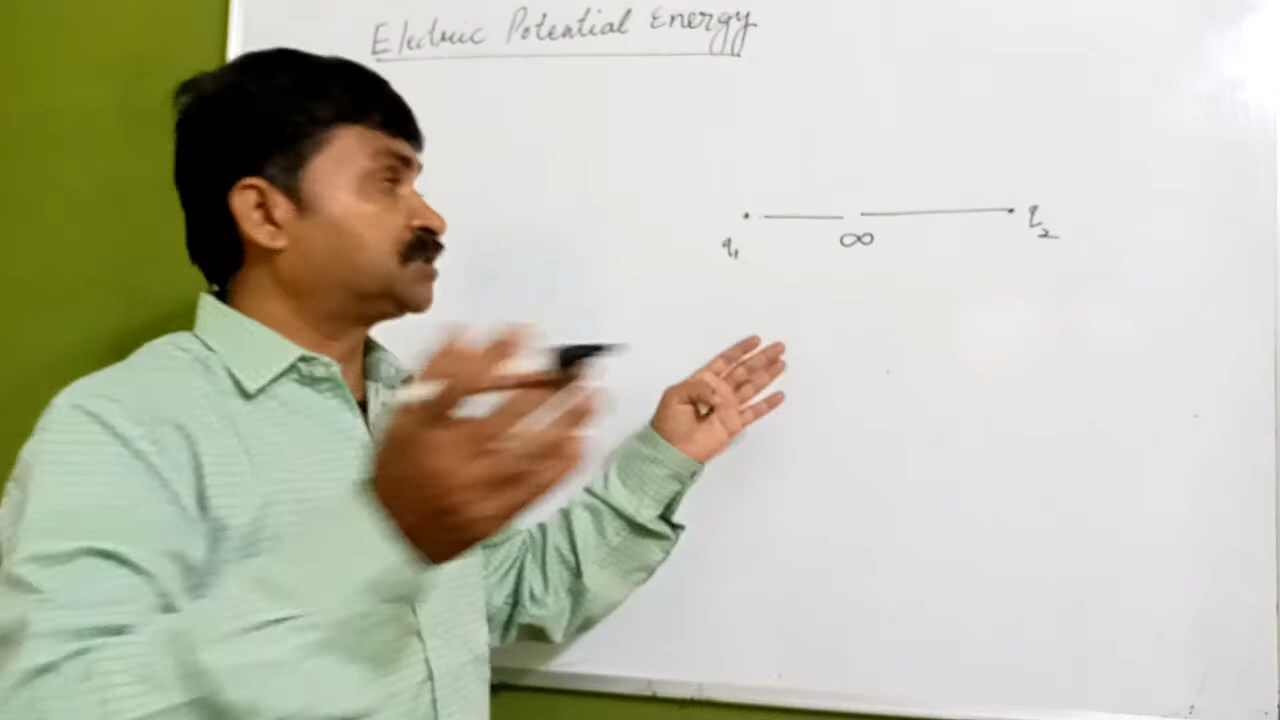 Electric Potential Energy
q₁ ∞ q₂